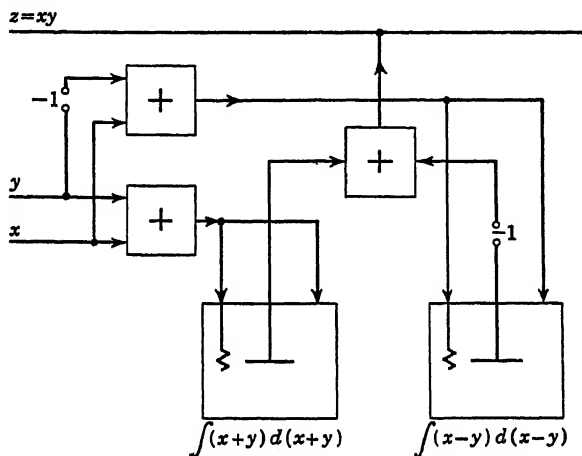 z=xy
+
−1
+
y
+
x
−1
∫(x+y) d(x+y)
∫(x−y) d(x−y)